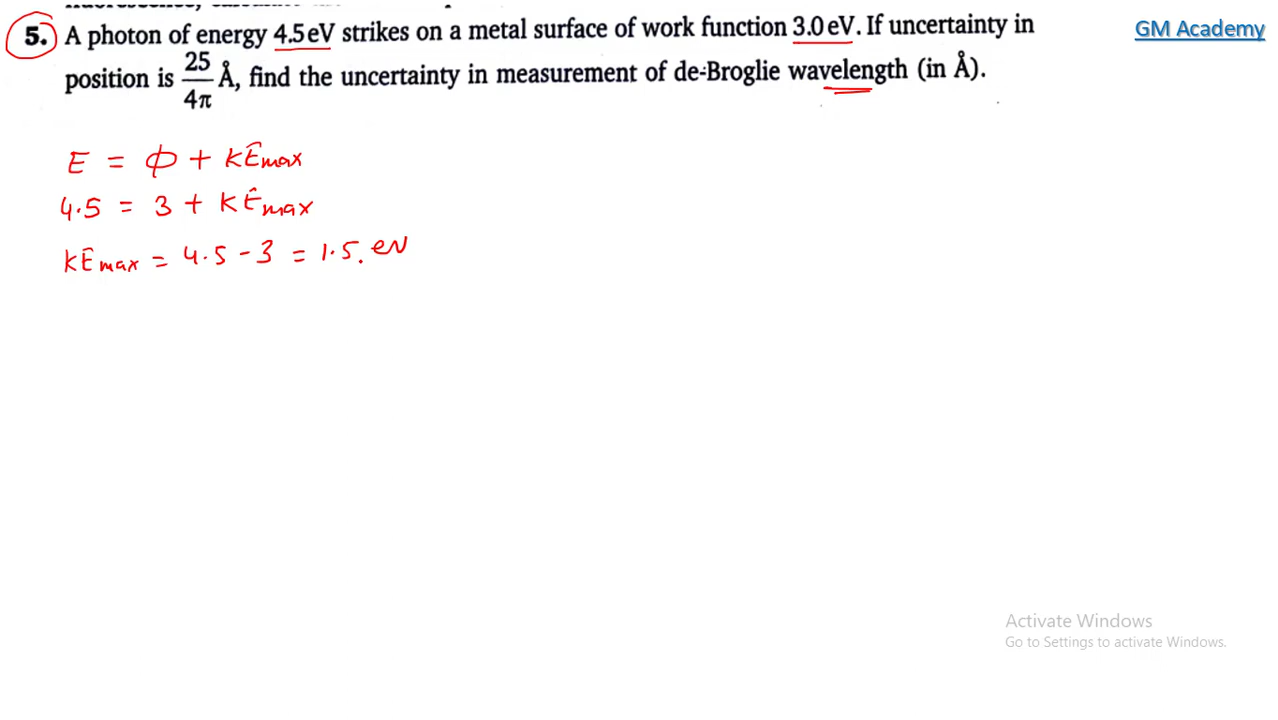 5. A photon of energy 4.5 eV strikes on a metal surface of work function 3.0 eV. If uncertainty in
GM Academy
position is 25/4π Å, find the uncertainty in measurement of de-Broglie wavelength (in Å).
E = ϕ + KEmax
4.5 = 3 + KEmax
KEmax = 4.5 - 3 = 1.5. eV
Activate Windows
Go to Settings to activate Windows.